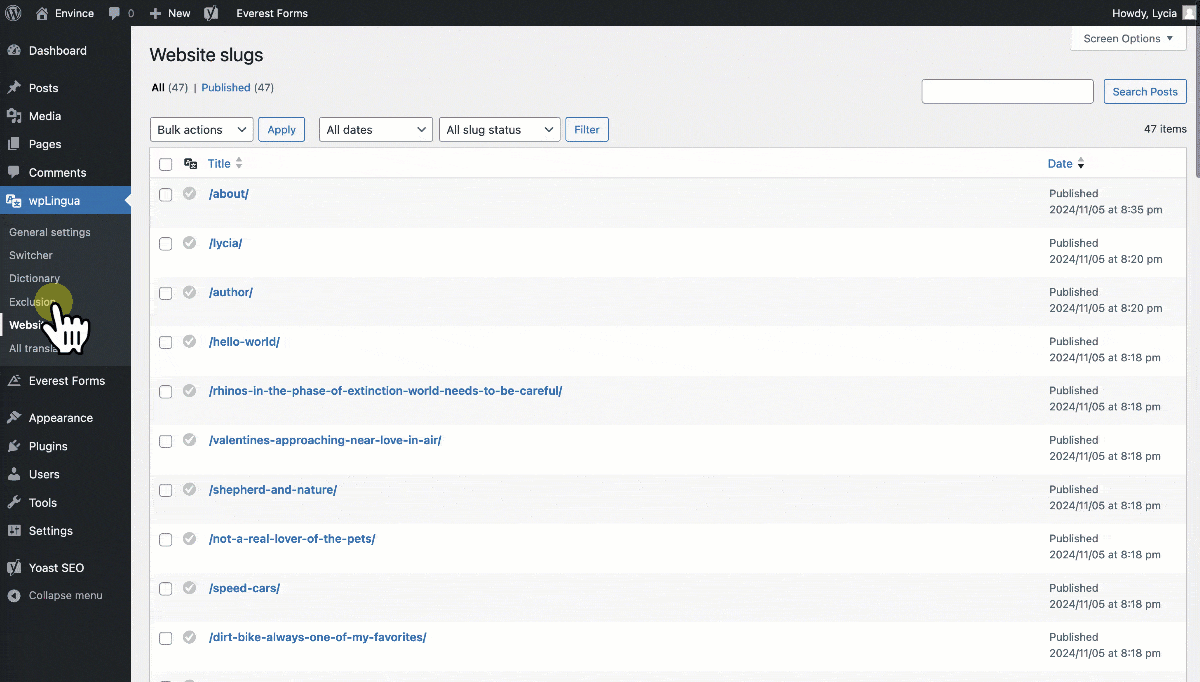 Envince 0 New Everest Forms Howdy, Lycia
Dashboard
Posts
Media
Pages
Comments
wpLingua
General settings
Switcher
Dictionary
Exclusion
All
Everest Forms
Appearance
Plugins
Users
Tools
Settings
Yoast SEO
Collapse menu
Screen Options
Website slugs
All (47) | Published (47)
Search Posts
Bulk actions Apply All dates All slug status Filter 47 items
Title Date
/about/ Published
2024/11/05 at 8:35 pm
/lycia/ Published
2024/11/05 at 8:20 pm
/author/ Published
2024/11/05 at 8:20 pm
/hello-world/ Published
2024/11/05 at 8:18 pm
/rhinos-in-the-phase-of-extinction-world-needs-to-be-careful/ Published
2024/11/05 at 8:18 pm
/valentines-approaching-near-love-in-air/ Published
2024/11/05 at 8:18 pm
/shepherd-and-nature/ Published
2024/11/05 at 8:18 pm
/not-a-real-lover-of-the-pets/ Published
2024/11/05 at 8:18 pm
/speed-cars/ Published
2024/11/05 at 8:18 pm
/dirt-bike-always-one-of-my-favorites/ Published
2024/11/05 at 8:18 pm